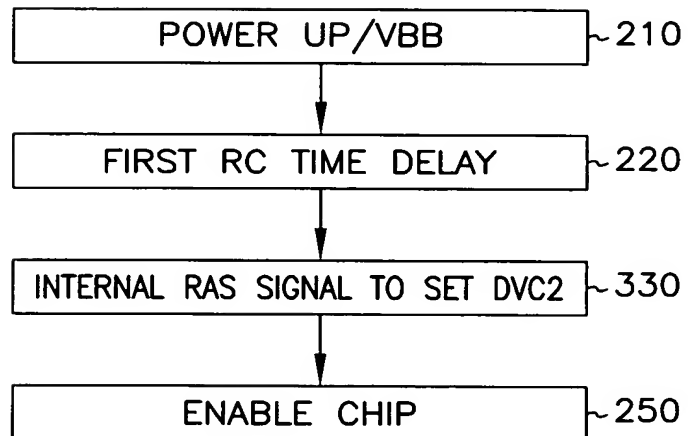 POWER UP/VBB ~210
FIRST RC TIME DELAY ~220
INTERNAL RAS SIGNAL TO SET DVC2 ~330
ENABLE CHIP ~250